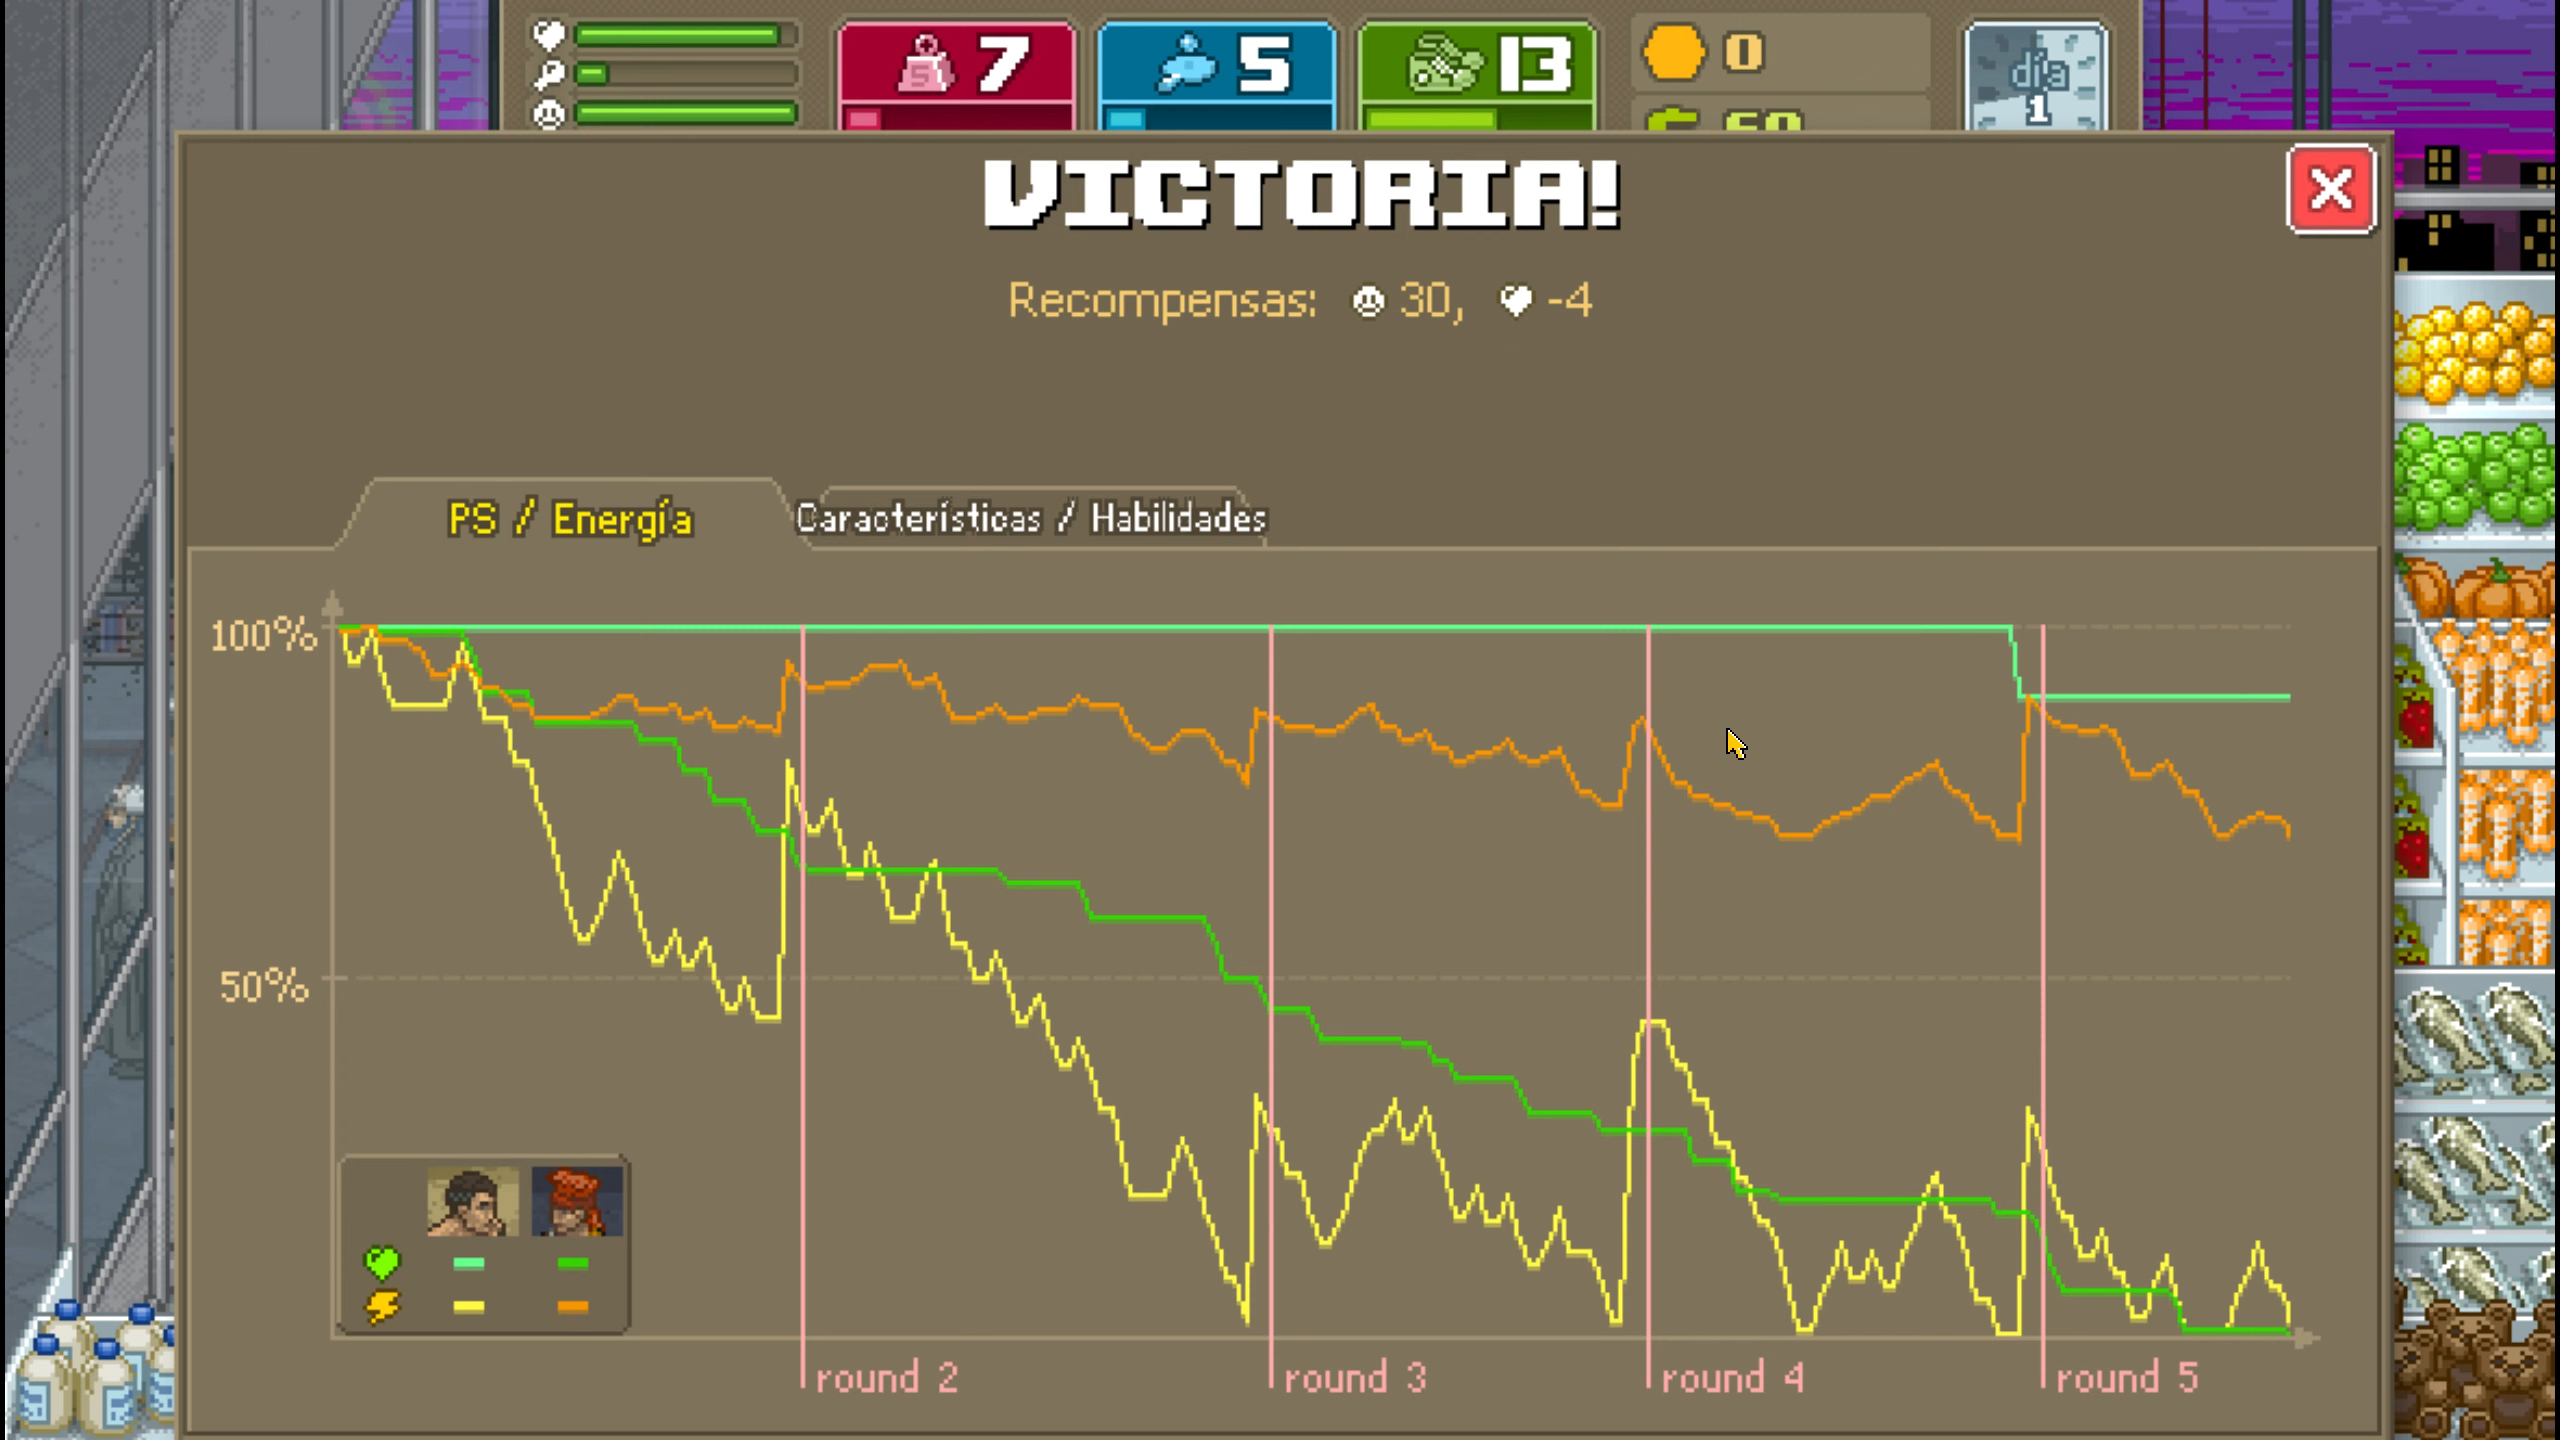 7
5
13
0
día
1
VICTORIA!
Recompensas: 30, -4
PS / Energía
Características / Habilidades
100%
50%
round 2
round 3
round 4
round 5